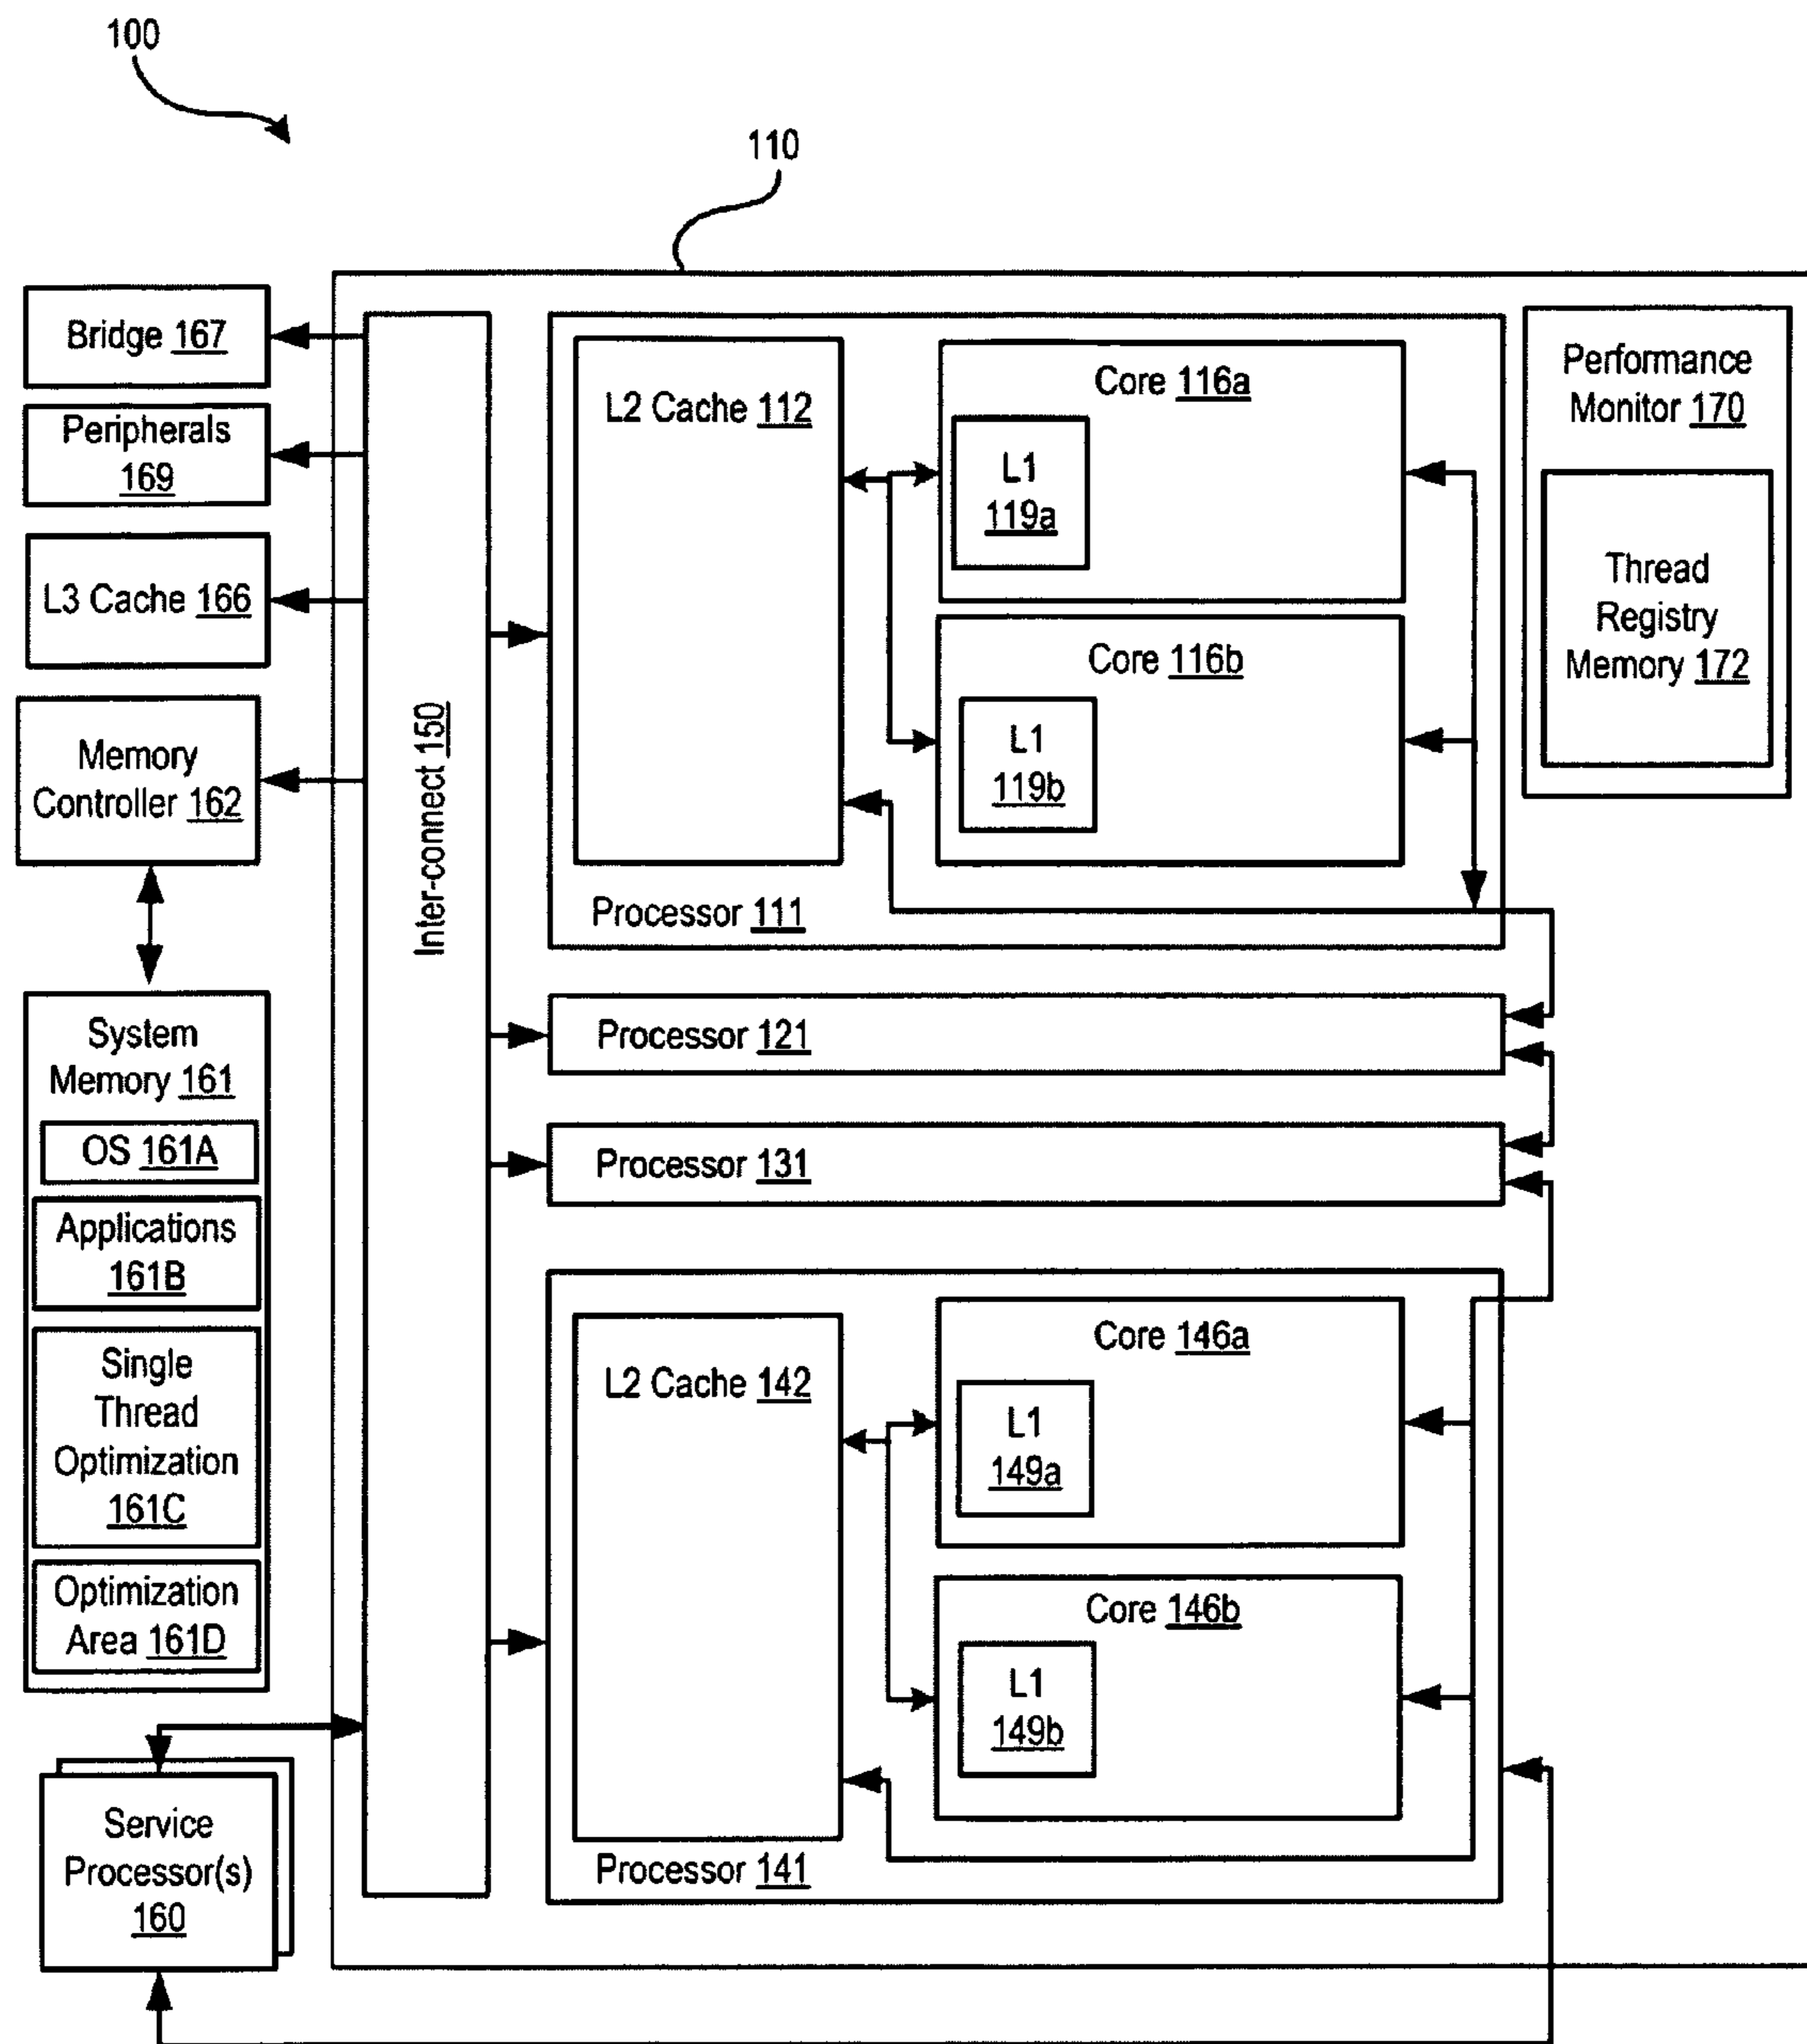 100
110
Bridge 167
Peripherals
169
L3 Cache 166
Memory
Controller 162
System
Memory 161
OS 161A
Applications
161B
Single
Thread
Optimization
161C
Optimization
Area 161D
Service
Processor(s)
160
Inter-connect 150
L2 Cache 112
Core 116a
L1
119a
Core 116b
L1
119b
Processor 111
Performance
Monitor 170
Thread
Registry
Memory 172
Processor 121
Processor 131
L2 Cache 142
Core 146a
L1
149a
Core 146b
L1
149b
Processor 141